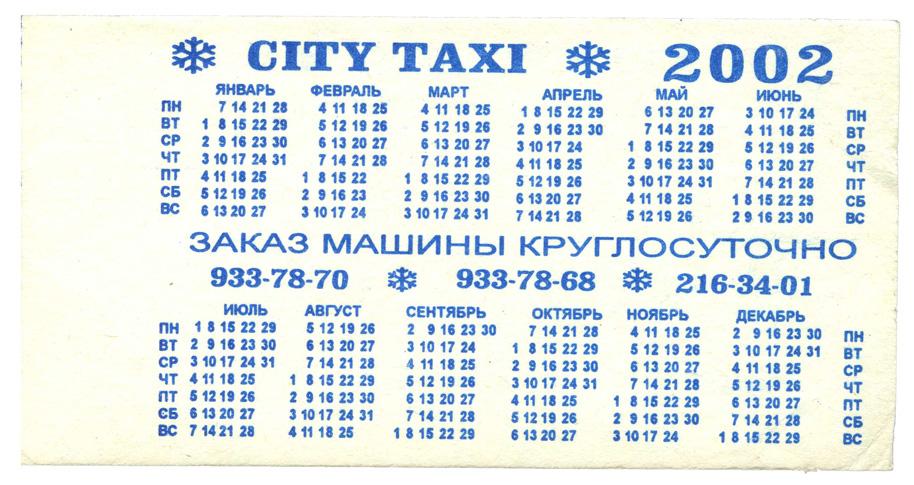 CITY TAXI 2002
ЯНВАРЬ ФЕВРАЛЬ МАРТ АПРЕЛЬ МАЙ ИЮНЬ
ПН 7 14 21 28 4 11 18 25 4 11 18 25 1 8 15 22 29 6 13 20 27 3 10 17 24 ПН
ВТ 1 8 15 22 29 5 12 19 26 5 12 19 26 2 9 16 23 30 7 14 21 28 4 11 18 25 ВТ
СР 2 9 16 23 30 6 13 20 27 6 13 20 27 3 10 17 24 1 8 15 22 29 5 12 19 26 СР
ЧТ 3 10 17 24 31 7 14 21 28 7 14 21 28 4 11 18 25 2 9 16 23 30 6 13 20 27 ЧТ
ПТ 4 11 18 25 1 8 15 22 1 8 15 22 29 5 12 19 26 3 10 17 24 31 7 14 21 28 ПТ
СБ 5 12 19 26 2 9 16 23 2 9 16 23 30 6 13 20 27 4 11 18 25 1 8 15 22 29 СБ
ВС 6 13 20 27 3 10 17 24 3 10 17 24 31 7 14 21 28 5 12 19 26 2 9 16 23 30 ВС
ЗАКАЗ МАШИНЫ КРУГЛОСУТОЧНО
933-78-70 933-78-68 216-34-01
ИЮЛЬ АВГУСТ СЕНТЯБРЬ ОКТЯБРЬ НОЯБРЬ ДЕКАБРЬ
ПН 1 8 15 22 29 5 12 19 26 2 9 16 23 30 7 14 21 28 4 11 18 25 2 9 16 23 30 ПН
ВТ 2 9 16 23 30 6 13 20 27 3 10 17 24 1 8 15 22 29 5 12 19 26 3 10 17 24 31 ВТ
СР 3 10 17 24 31 7 14 21 28 4 11 18 25 2 9 16 23 30 6 13 20 27 4 11 18 25 СР
ЧТ 4 11 18 25 1 8 15 22 29 5 12 19 26 3 10 17 24 31 7 14 21 28 5 12 19 26 ЧТ
ПТ 5 12 19 26 2 9 16 23 30 6 13 20 27 4 11 18 25 1 8 15 22 29 6 13 20 27 ПТ
СБ 6 13 20 27 3 10 17 24 31 7 14 21 28 5 12 19 26 2 9 16 23 30 7 14 21 28 СБ
ВС 7 14 21 28 4 11 18 25 1 8 15 22 29 6 13 20 27 3 10 17 24 1 8 15 22 29 ВС